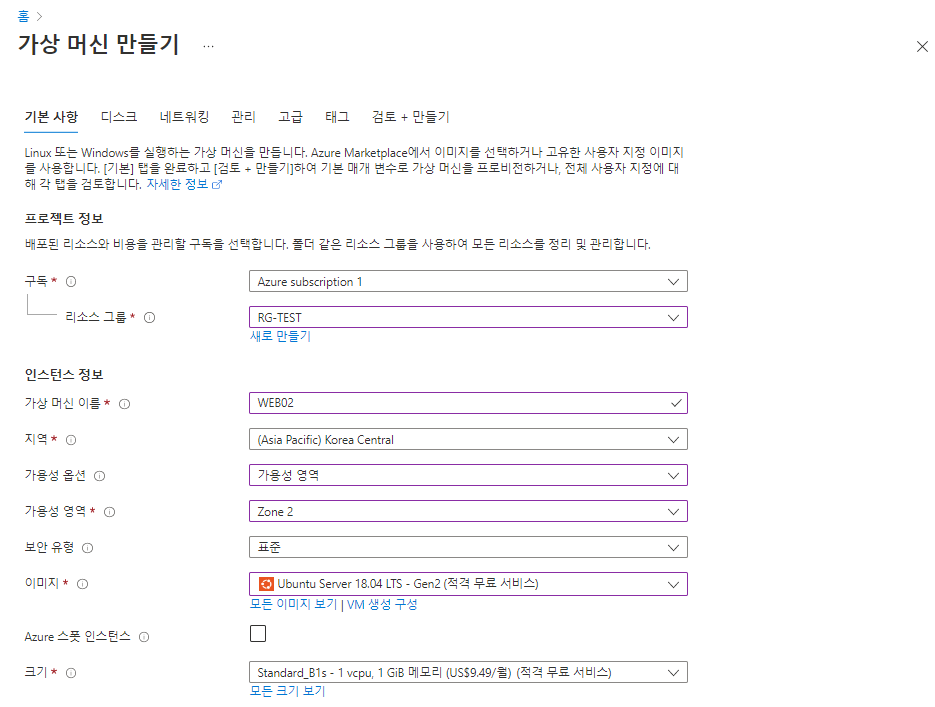 홈
가상 머신 만들기 ...
기본 사항 디스크 네트워킹 관리 고급 태그 검토 + 만들기
Linux 또는 Windows를 실행하는 가상 머신을 만듭니다. Azure Marketplace에서 이미지를 선택하거나 고유한 사용자 지정 이미지
를 사용합니다. [기본] 탭을 완료하고 [검토 + 만들기]하여 기본 매개 변수로 가상 머신을 프로비전하거나, 전체 사용자 지정에 대
해 각 탭을 검토합니다. 자세한 정보
프로젝트 정보
배포된 리소스와 비용을 관리할 구독을 선택합니다. 폴더 같은 리소스 그룹을 사용하여 모든 리소스를 정리 및 관리합니다.
구독 * Azure subscription 1
리소스 그룹 * RG-TEST
새로 만들기
인스턴스 정보
가상 머신 이름 * WEB02
지역 * (Asia Pacific) Korea Central
가용성 옵션 가용성 영역
가용성 영역 * Zone 2
보안 유형 표준
이미지 * Ubuntu Server 18.04 LTS - Gen2 (적격 무료 서비스)
모든 이미지 보기 | VM 생성 구성
Azure 스폿 인스턴스
크기 * Standard_B1s - 1 vcpu, 1 GiB 메모리 (US$9.49/월) (적격 무료 서비스)
모든 크기 보기